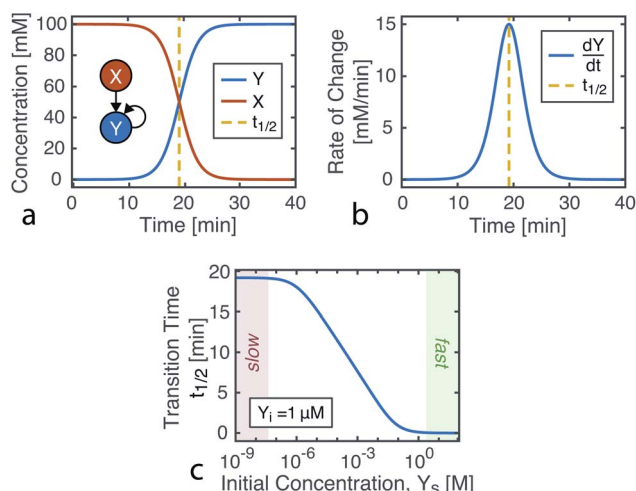 Concentration [mM]
100
80
60
40
20
0
X
Y
Y
X
t1/2
0
10
20
30
40
Time [min]
a
Rate of Change
[mM/min]
15
10
5
0
dY
dt
t1/2
0
10
20
30
40
Time [min]
b
Transition Time
t1/2 [min]
20
15
10
5
0
slow
fast
Yi =1 μM
10-9
10-6
10-3
100
Initial Concentration, Ys [M]
c